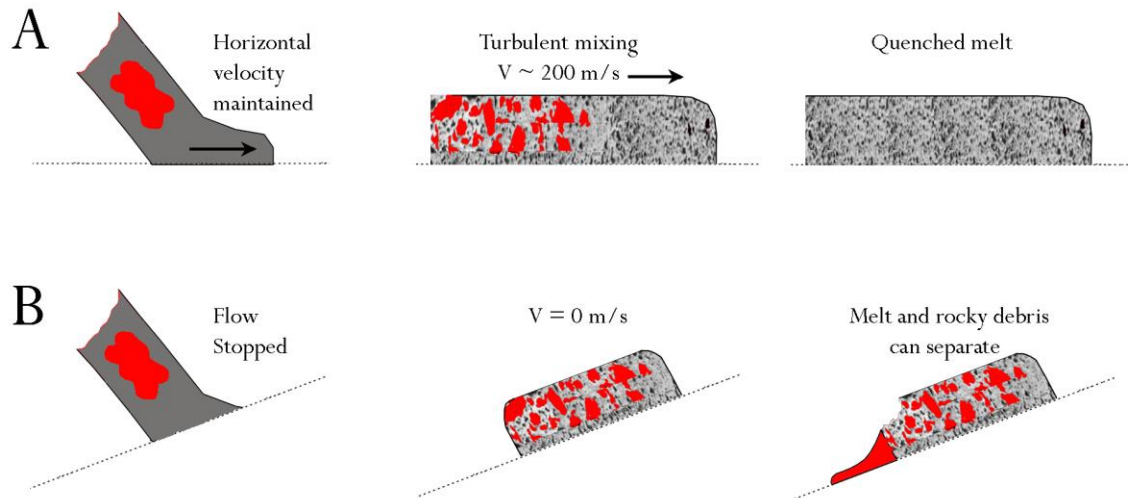 A
Horizontal
velocity
maintained
Turbulent mixing
V ~ 200 m/s
Quenched melt
B
Flow
Stopped
V = 0 m/s
Melt and rocky debris
can separate